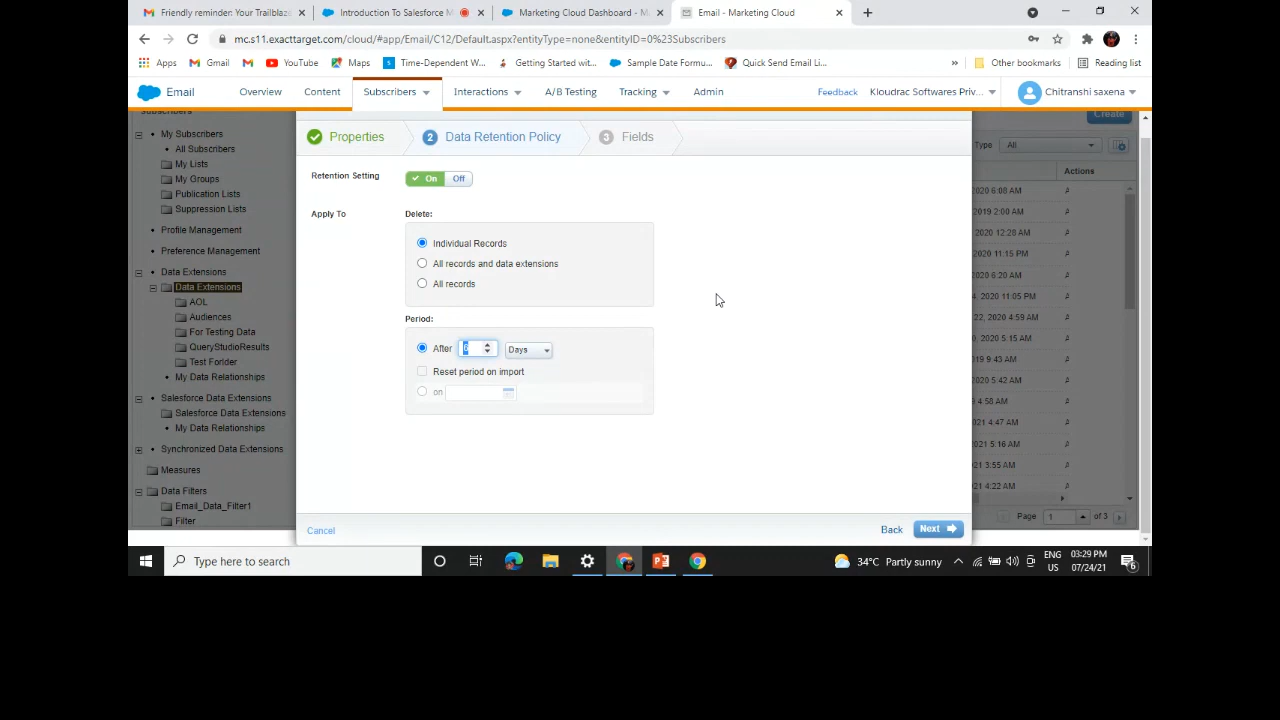 Friendly reminder: Your Trailblaze
Introduction To Salesforce M
Marketing Cloud Dashboard - M
Email - Marketing Cloud
mc.s11.exacttarget.com/cloud/#app/Email/C12/Default.aspx?entityType=none&entityID=0%23Subscribers
Apps Gmail YouTube Maps Time-Dependent W... Getting Started wit... Sample Date Formu... Quick Send Email Li... » Other bookmarks Reading list
Email Overview Content Subscribers Interactions A/B Testing Tracking Admin Feedback Kloudrac Softwares Priv... Chitranshi saxena
Subscribers
My Subscribers
All Subscribers
My Lists
My Groups
Publication Lists
Suppression Lists
Profile Management
Preference Management
Data Extensions
Data Extensions
AOL
Audiences
For Testing Data
QueryStudioResults
Test Forlder
My Data Relationships
Salesforce Data Extensions
Salesforce Data Extensions
My Data Relationships
Synchronized Data Extensions
Measures
Data Filters
Email_Data_Filter1
Filter
Properties 2 Data Retention Policy 3 Fields
Retention Setting On Off
Apply To Delete:
Individual Records
All records and data extensions
All records
Period:
After 6 Days
Reset period on import
on
Cancel Back Next
Create
Type All
Actions
2020 6:08 AM
2019 2:00 AM
2020 12:28 AM
2020 11:15 PM
2020 6:20 AM
4, 2020 11:05 PM
22, 2020 4:59 AM
2020 5:15 AM
2019 9:43 AM
2020 5:42 AM
4:58 AM
021 4:47 AM
2021 5:16 AM
21 3:55 AM
21 4:22 AM
Page 1 of 3
Type here to search
34°C Partly sunny
ENG
US
03:29 PM
07/24/21
6